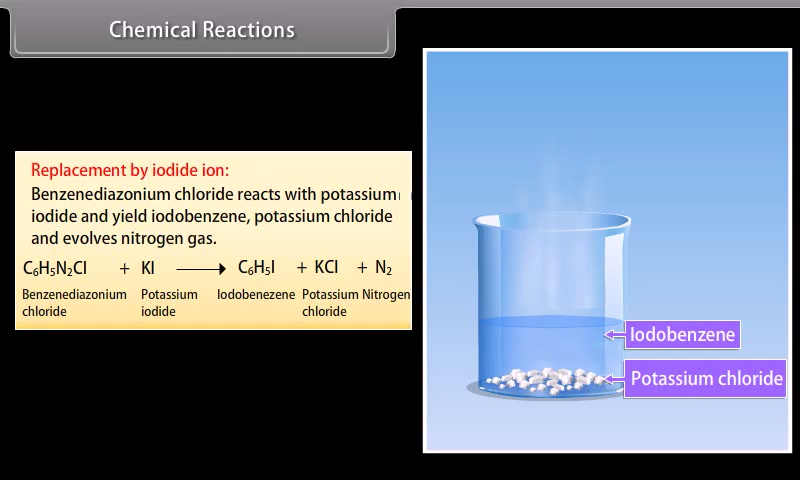 Chemical Reactions
Replacement by iodide ion:
Benzenediazonium chloride reacts with potassium
iodide and yield iodobenzene, potassium chloride
and evolves nitrogen gas.
C₆H₅N₂Cl + KI ⟶ C₆H₅I + KCl + N₂
Benzenediazonium Potassium Iodobenezene Potassium Nitrogen
chloride iodide chloride
Iodobenzene
Potassium chloride